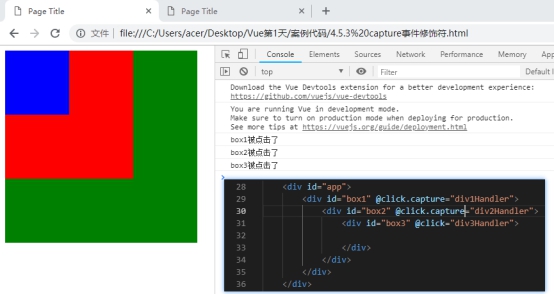 Page Title
Page Title
文件 file:///C:/Users/acer/Desktop/Vue第1天/案例代码/4.5.3%20capture事件修饰符.html
Console Elements Sources Network Performance Memory
top Filter
Download the Vue Devtools extension for a better development experience:
https://github.com/vuejs/vue-devtools
You are running Vue in development mode.
Make sure to turn on production mode when deploying for production.
See more tips at https://vuejs.org/guide/deployment.html
box1被点击了
box2被点击了
box3被点击了
28 <div id="app">
29 <div id="box1" @click.capture="div1Handler">
30 <div id="box2" @click.capture="div2Handler">
31 <div id="box3" @click="div3Handler">
32
33 </div>
34 </div>
35 </div>
36 </div>